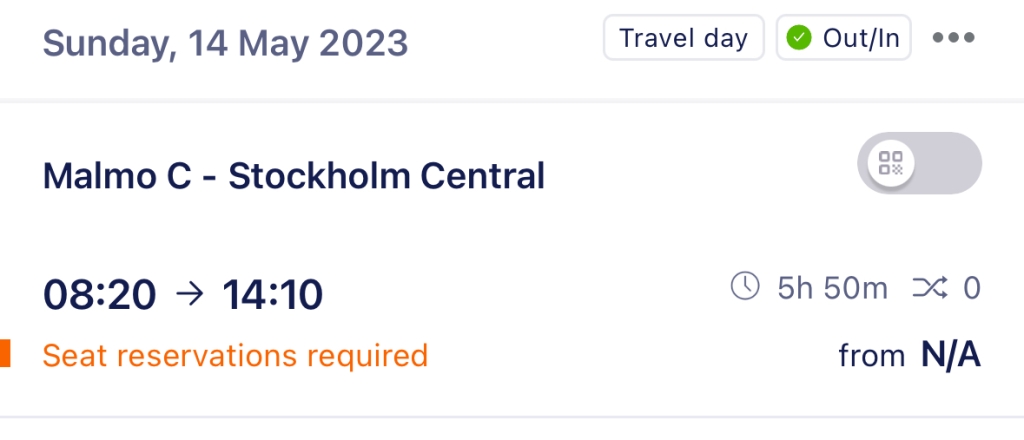 Sunday, 14 May 2023 Travel day Out/In
Malmo C - Stockholm Central
08:20 → 14:10 5h 50m 0
Seat reservations required from N/A